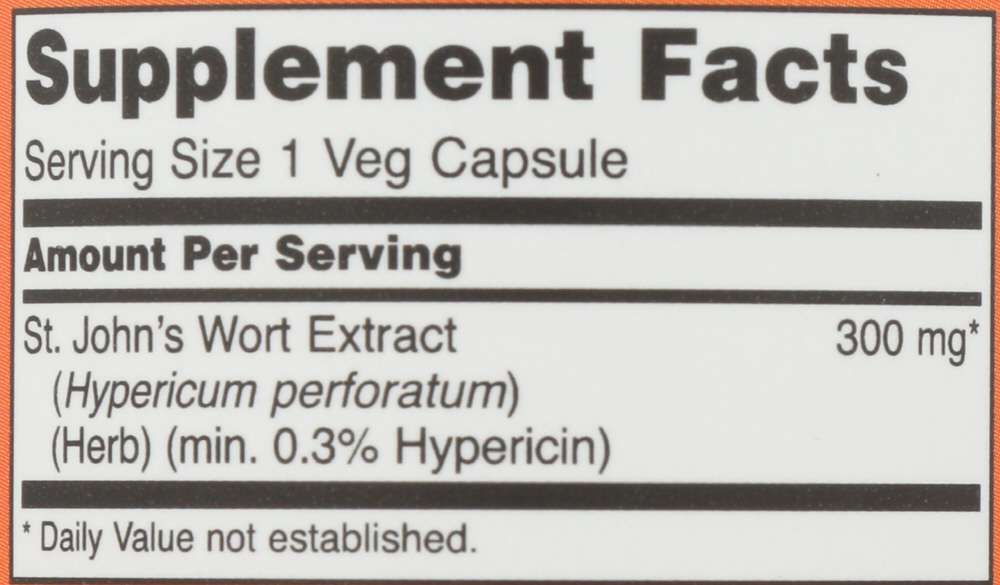 Supplement Facts
Serving Size 1 Veg Capsule
Amount Per Serving
St. John's Wort Extract 300 mg*
(Hypericum perforatum)
(Herb) (min. 0.3% Hypericin)
* Daily Value not established.